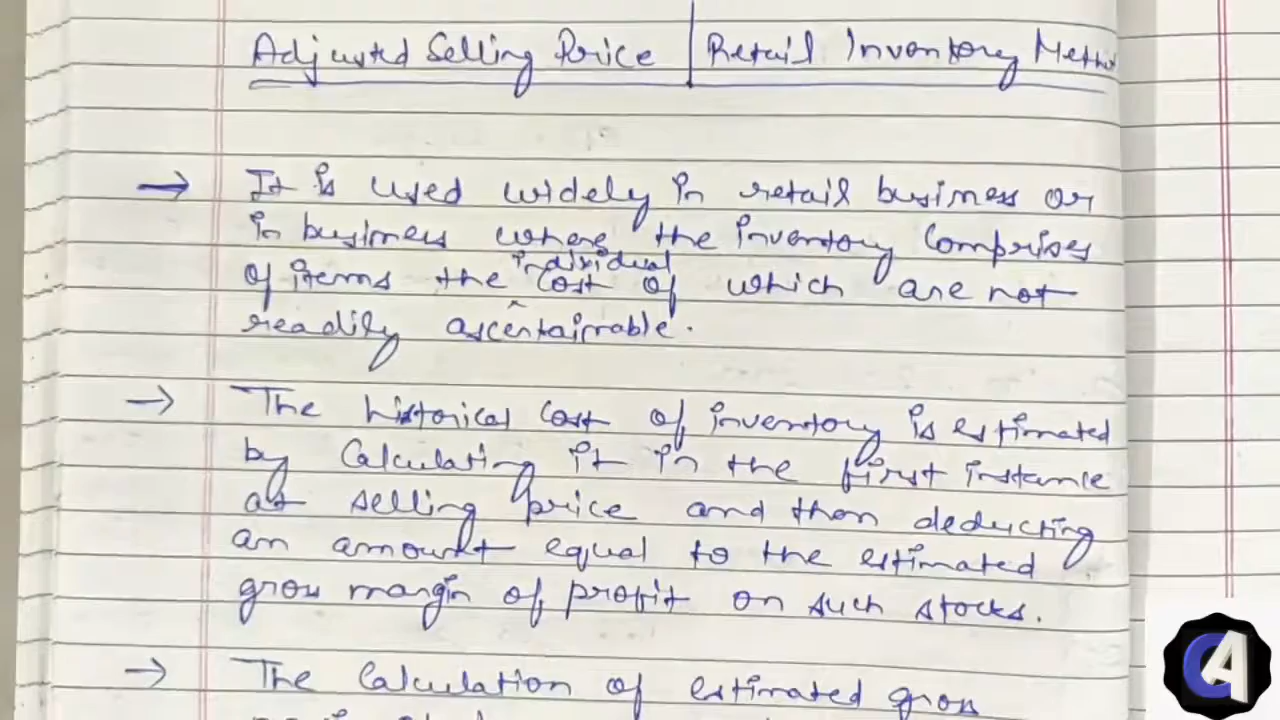 Adjusted Selling Price | Retail Inventory Metho
→ It is used widely in retail business or
in business where the inventory comprises
of items the individual cost of which are not
readily ascertainable.
→ The historical cost of inventory is estimated
by calculating it in the first instance
at selling price and then deducting
an amount equal to the estimated
gross margin of profit on such stocks.
→ The calculation of estimated gross
CA